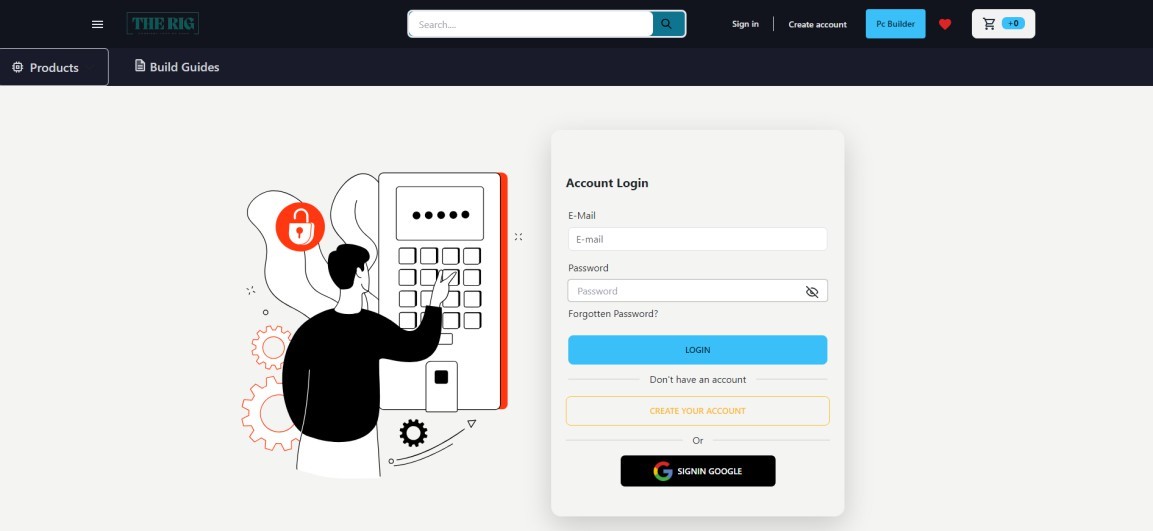 THE RIG
Search....
Sign in
Create account
Pc Builder
+0
Products
Build Guides
Account Login
E-Mail
E-mail
Password
Password
Forgotten Password?
LOGIN
Don't have an account
CREATE YOUR ACCOUNT
Or
SIGNIN GOOGLE